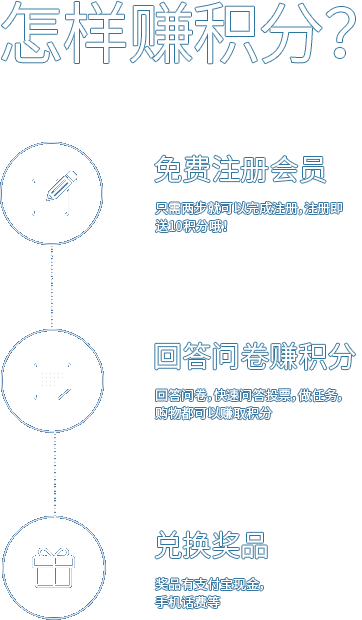 怎样赚积分?
免费注册会员
只需两步就可以完成注册,注册即
送10积分哦!
回答问卷赚积分
回答问卷,快速问答投票,做任务,
购物都可以赚取积分
兑换奖品
奖品有支付宝现金,
手机话费等